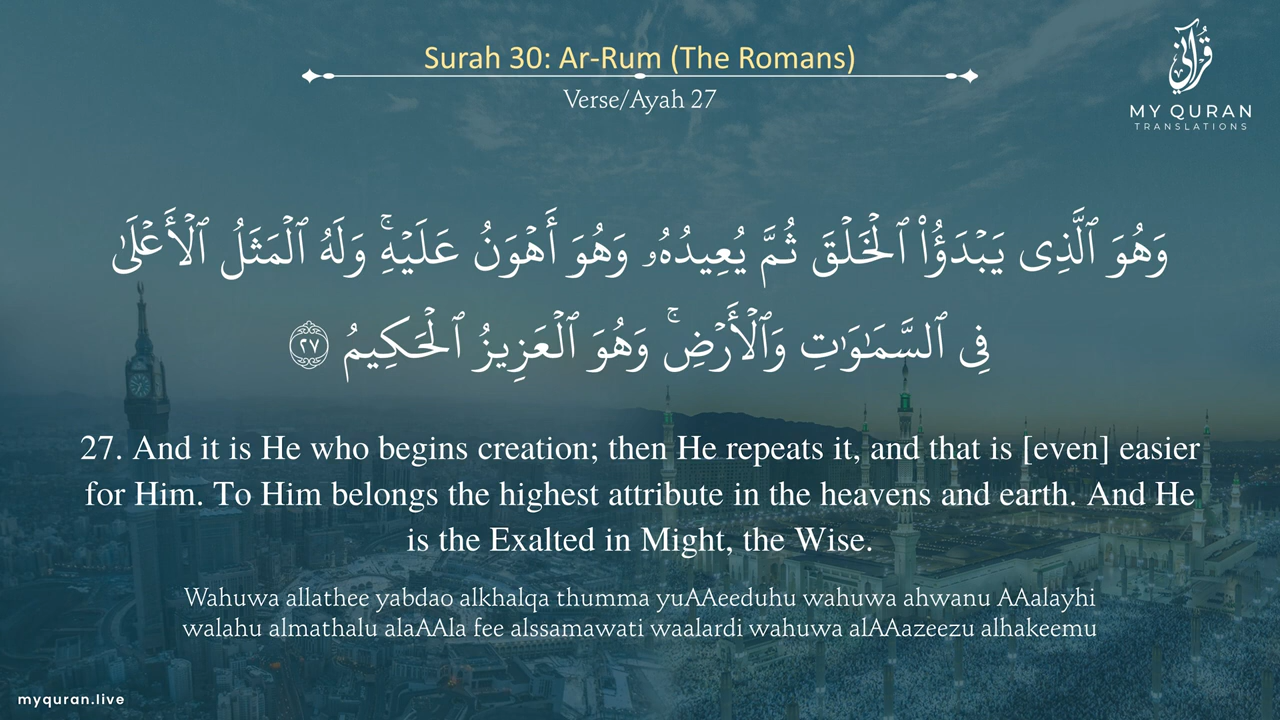 Surah 30: Ar-Rum (The Romans)
Verse/Ayah 27
قرآني
MY QURAN
TRANSLATIONS
وَهُوَ ٱلَّذِى يَبْدَؤُا۟ ٱلْخَلْقَ ثُمَّ يُعِيدُهُۥ وَهُوَ أَهْوَنُ عَلَيْهِ ۚ وَلَهُ ٱلْمَثَلُ ٱلْأَعْلَىٰ
فِى ٱلسَّمَـٰوَٰتِ وَٱلْأَرْضِ ۚ وَهُوَ ٱلْعَزِيزُ ٱلْحَكِيمُ ٢٧
27. And it is He who begins creation; then He repeats it, and that is [even] easier
for Him. To Him belongs the highest attribute in the heavens and earth. And He
is the Exalted in Might, the Wise.
Wahuwa allathee yabdao alkhalqa thumma yuAAeeduhu wahuwa ahwanu AAalayhi
walahu almathalu alaAAla fee alssamawati waalardi wahuwa alAAazeezu alhakeemu
myquran.live